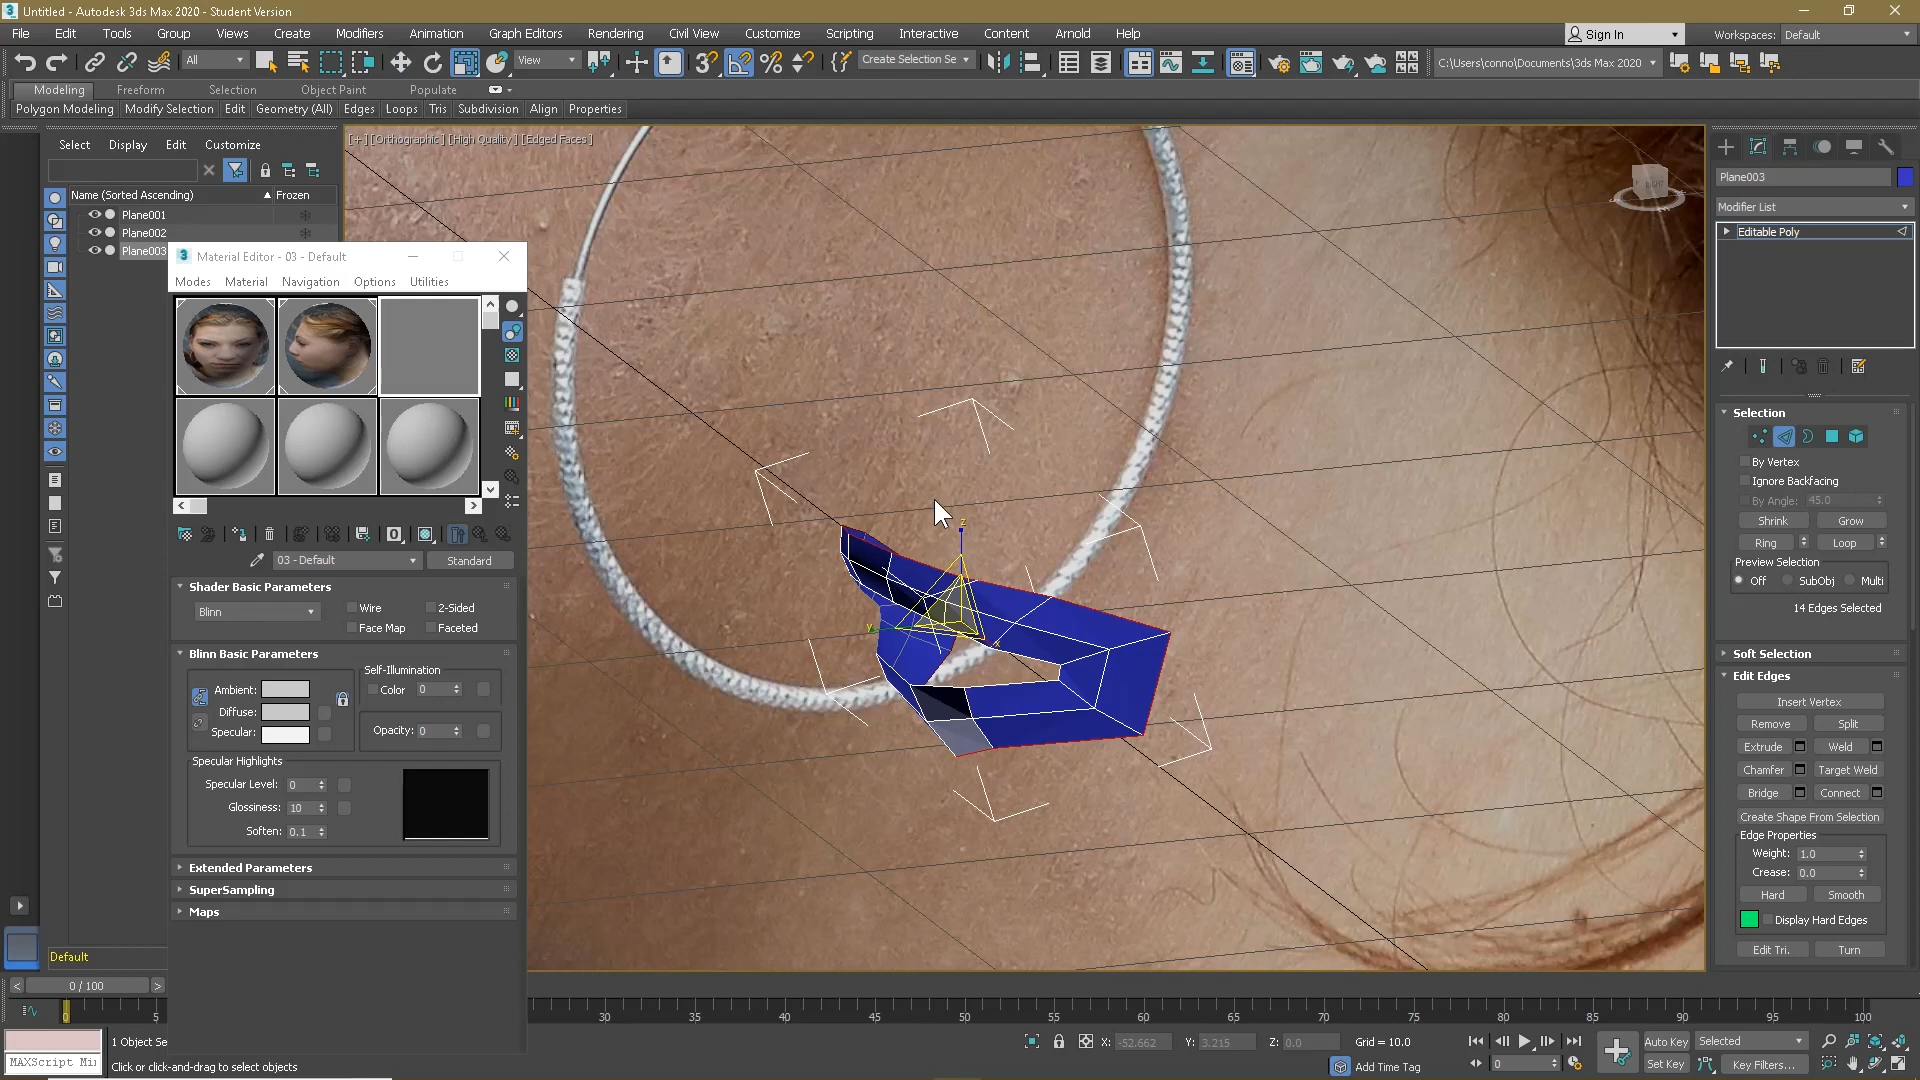 Untitled - Autodesk 3ds Max 2020 - Student Version
File Edit Tools Group Views Create Modifiers Animation Graph Editors Rendering Civil View Customize Scripting Interactive Content Arnold Help Sign In Workspaces: Default
All View Create Selection Se C:\Users\conno\Documents\3ds Max 2020
Modeling Freeform Selection Object Paint Populate
Polygon Modeling Modify Selection Edit Geometry (All) Edges Loops Tris Subdivision Align Properties
Select Display Edit Customize
Name (Sorted Ascending) Frozen
Plane001
Plane002
Plane003
[+] [Orthographic] [High Quality] [Edged Faces]
Material Editor - 03 - Default
Modes Material Navigation Options Utilities
03 - Default Standard
Shader Basic Parameters
Blinn Wire 2-Sided
Face Map Faceted
Blinn Basic Parameters
Self-Illumination
Ambient: Color 0
Diffuse:
Specular: Opacity: 0
Specular Highlights
Specular Level: 0
Glossiness: 10
Soften: 0.1
Extended Parameters
SuperSampling
Maps
Default
z
y
x
RIGHT
Plane003
Modifier List
Editable Poly
Selection
By Vertex
Ignore Backfacing
By Angle: 45.0
Shrink Grow
Ring Loop
Preview Selection
Off SubObj Multi
14 Edges Selected
Soft Selection
Edit Edges
Insert Vertex
Remove Split
Extrude Weld
Chamfer Target Weld
Bridge Connect
Create Shape From Selection
Edge Properties
Weight: 1.0
Crease: 0.0
Hard Smooth
Display Hard Edges
Edit Tri. Turn
0 / 100
0 5 30 35 40 45 50 55 60 65 70 75 80 85 90 95 100
1 Object Se X: -52.662 Y: 3.215 Z: 0.0 Grid = 10.0 Auto Key Selected
MAXScript Mi Click or click-and-drag to select objects Add Time Tag 0 Set Key Key Filters...